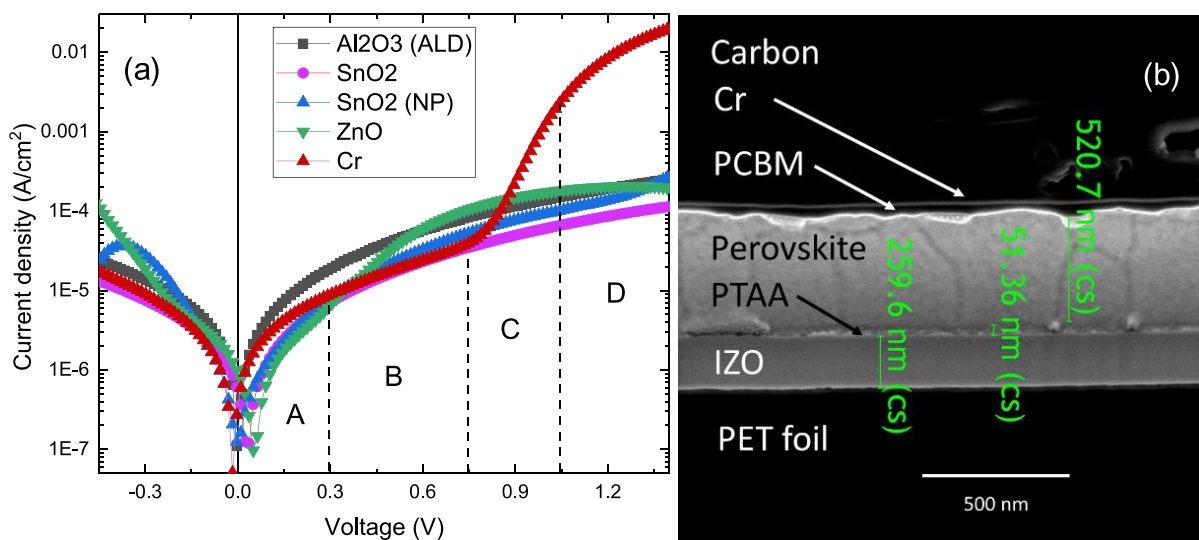 (a)
Al2O3 (ALD)
SnO2
SnO2 (NP)
ZnO
Cr
0.01
0.001
1E-4
1E-5
1E-6
1E-7
Current density (A/cm²)
A
B
C
D
-0.3
0.0
0.3
0.6
0.9
1.2
Voltage (V)
(b)
Carbon
Cr
PCBM
Perovskite
PTAA
IZO
PET foil
520.7 nm (cs)
259.6 nm (cs)
51.36 nm (cs)
500 nm